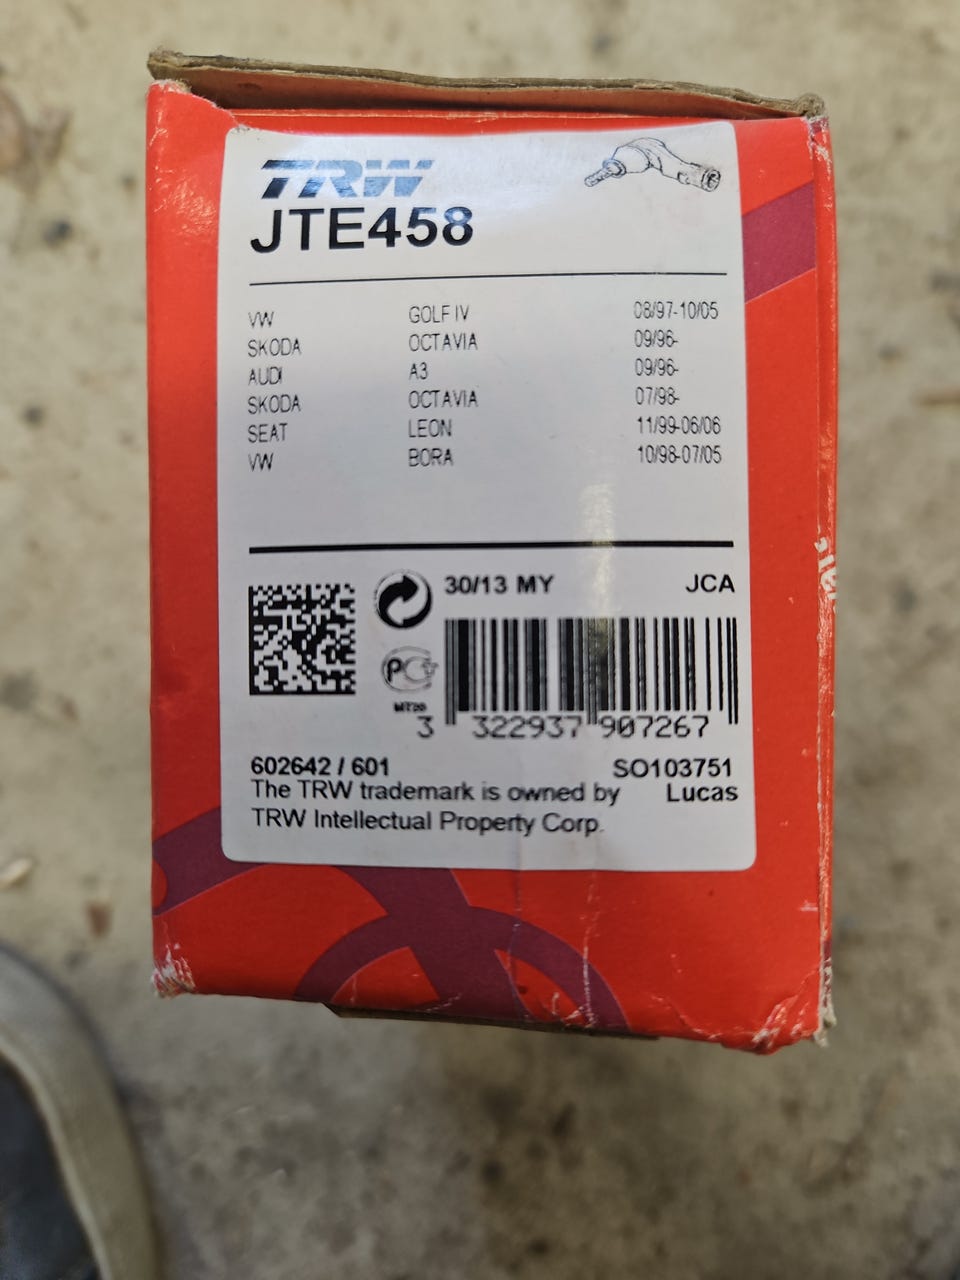 TRW
JTE458
VW GOLF IV 08/97-10/05
SKODA OCTAVIA 09/96-
AUDI A3 09/96-
SKODA OCTAVIA 07/98-
SEAT LEON 11/99-06/06
VW BORA 10/98-07/05
30/13 MY JCA
MT20
3 322937 907267
602642 / 601 SO103751
The TRW trademark is owned by Lucas
TRW Intellectual Property Corp.